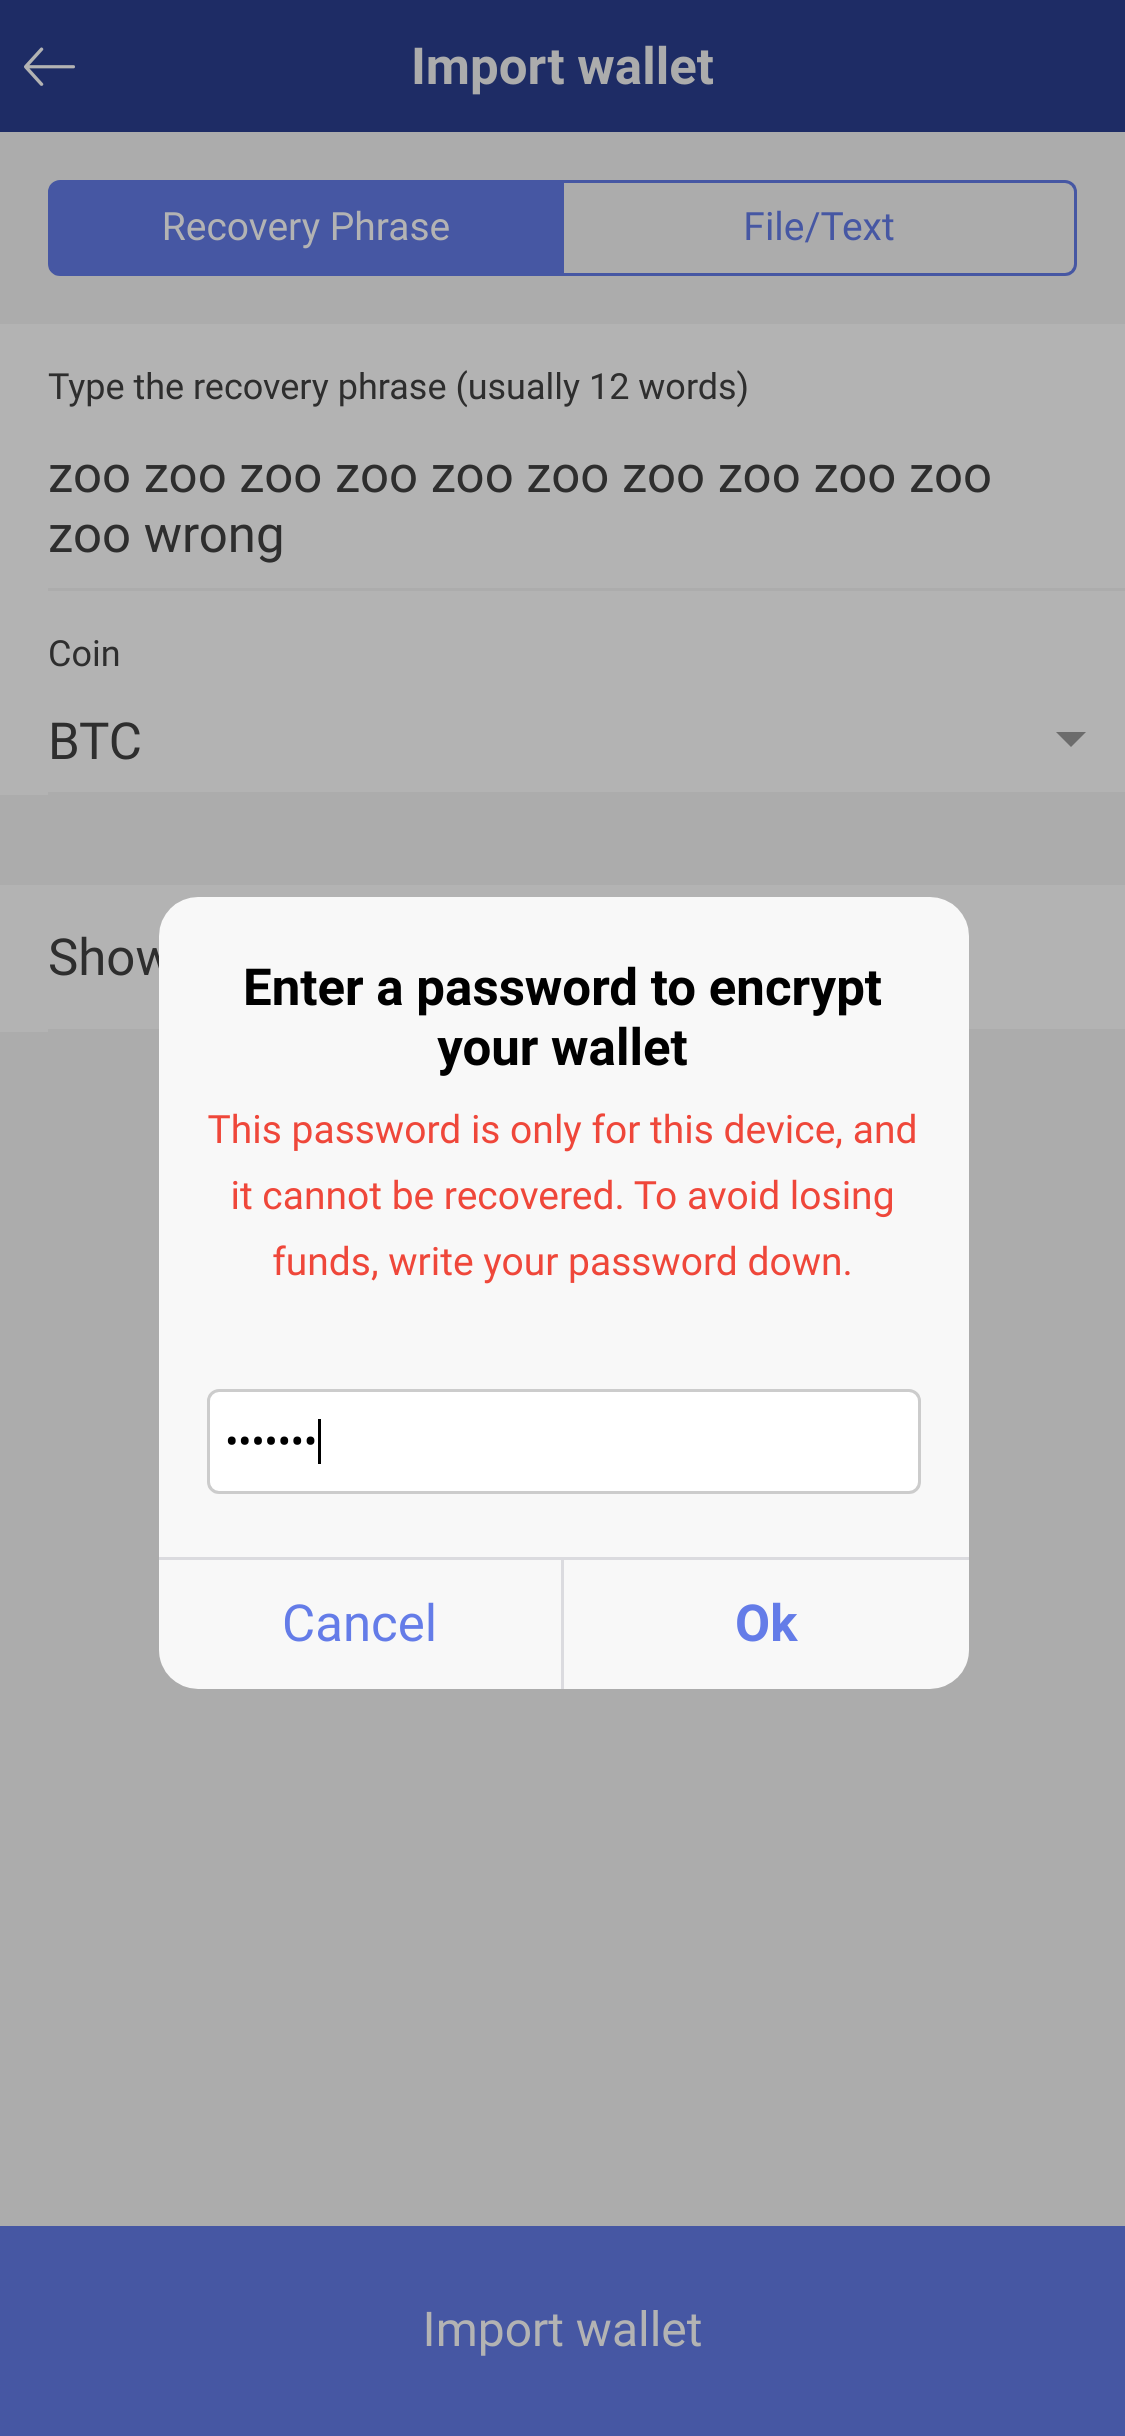 Import wallet
Recovery Phrase
File/Text
Type the recovery phrase (usually 12 words)
zoo zoo zoo zoo zoo zoo zoo zoo zoo zoo
zoo wrong
Coin
BTC
Show
Enter a password to encrypt
your wallet
This password is only for this device, and
it cannot be recovered. To avoid losing
funds, write your password down.
•••••••
Cancel
Ok
Import wallet